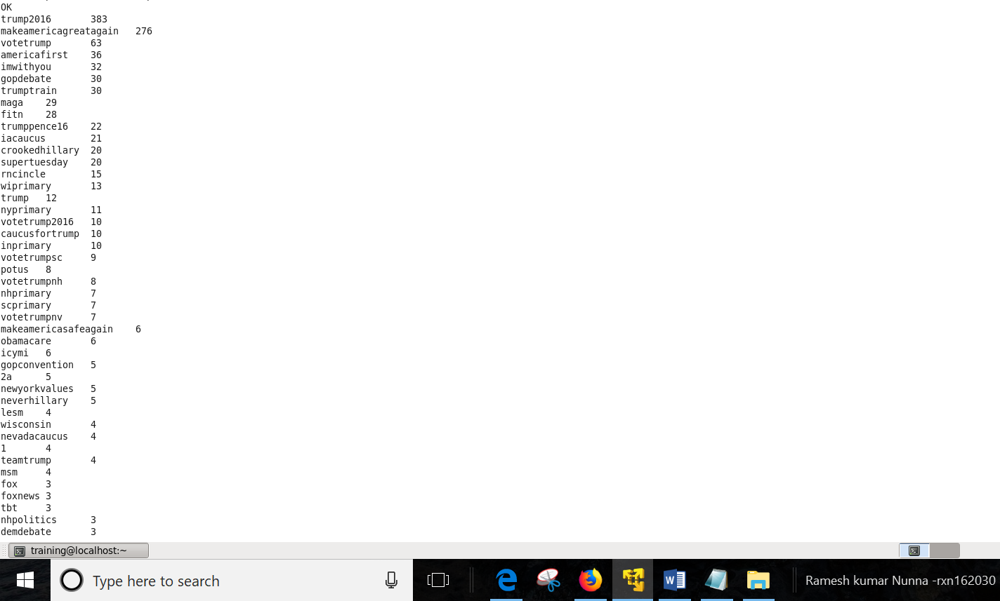 OK
trump2016 383
makeamericagreatagain 276
votetrump 63
americafirst 36
imwithyou 32
gopdebate 30
trumptrain 30
maga 29
fitn 28
trumppence16 22
iacaucus 21
crookedhillary 20
supertuesday 20
rncincle 15
wiprimary 13
trump 12
nyprimary 11
votetrump2016 10
caucusfortrump 10
inprimary 10
votetrumpsc 9
potus 8
votetrumpnh 8
nhprimary 7
scprimary 7
votetrumpnv 7
makeamericasafeagain 6
obamacare 6
icymi 6
gopconvention 5
2a 5
newyorkvalues 5
neverhillary 5
lesm 4
wisconsin 4
nevadacaucus 4
1 4
teamtrump 4
msm 4
fox 3
foxnews 3
tbt 3
nhpolitics 3
demdebate 3
training@localhost:~
Type here to search
Ramesh kumar Nunna -rxn162030